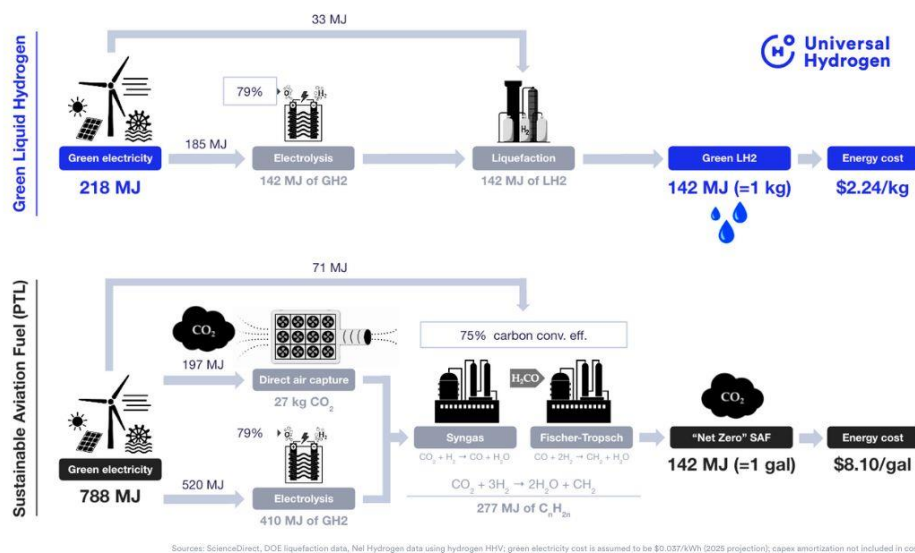 33 MJ
Universal
Hydrogen
Green Liquid Hydrogen
79%
185 MJ
Green electricity
218 MJ
Electrolysis
142 MJ of GH2
Liquefaction
142 MJ of LH2
Green LH2
142 MJ (=1 kg)
Energy cost
$2.24/kg
Sustainable Aviation Fuel (PTL)
71 MJ
CO₂
197 MJ
Direct air capture
27 kg CO₂
75% carbon conv. eff.
H₂CO
CO₂
Green electricity
788 MJ
79%
520 MJ
Electrolysis
410 MJ of GH2
Syngas
CO₂ + H₂ → CO + H₂O
Fischer-Tropsch
CO + 2H₂ → CH₂ + H₂O
CO₂ + 3H₂ → 2H₂O + CH₂
277 MJ of CₙH₂ₙ
"Net Zero" SAF
142 MJ (=1 gal)
Energy cost
$8.10/gal
Sources: ScienceDirect, DOE liquefaction data, Nel Hydrogen data using hydrogen HHV; green electricity cost is assumed to be $0.037/kWh (2025 projection); capex amortization not included in